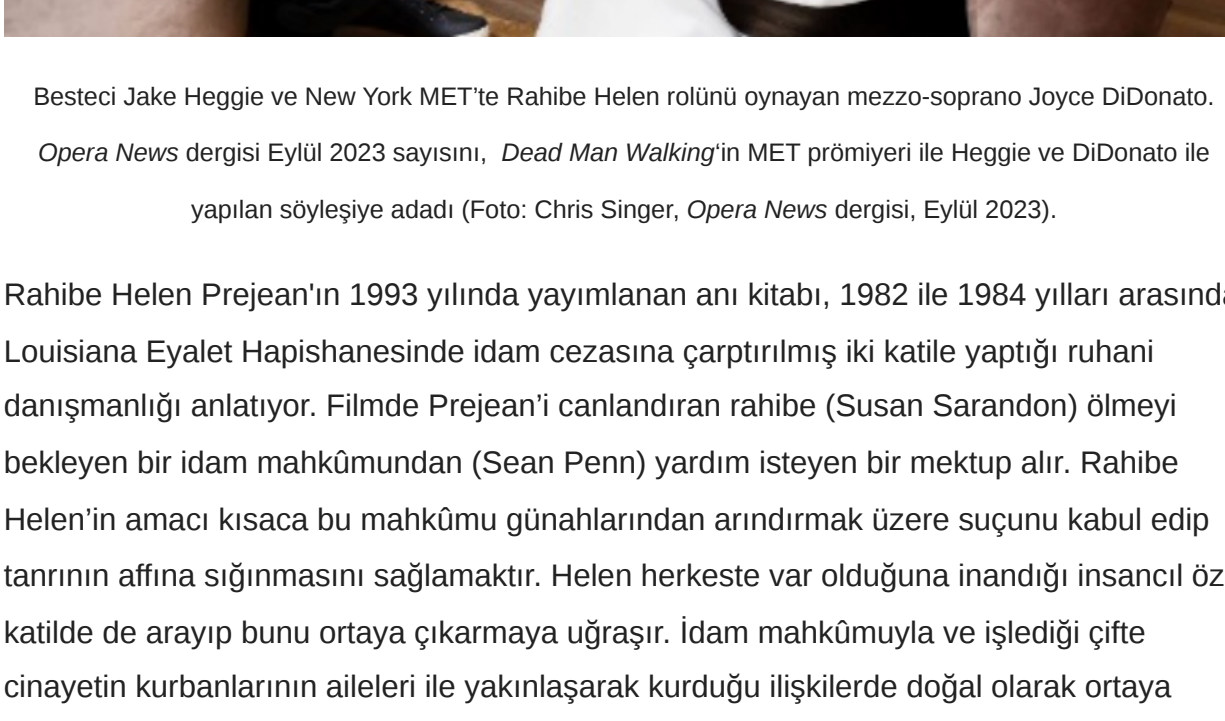 Besteci Jake Heggie ve New York MET’te Rahibe Helen rolünü oynayan mezzo-soprano Joyce DiDonato.
Opera News dergisi Eylül 2023 sayısını,  Dead Man Walking‘in MET prömiyeri ile Heggie ve DiDonato ile
yapılan söyleşiye adadı (Foto: Chris Singer, Opera News dergisi, Eylül 2023).
Rahibe Helen Prejean'ın 1993 yılında yayımlanan anı kitabı, 1982 ile 1984 yılları arasında
Louisiana Eyalet Hapishanesinde idam cezasına çarptırılmış iki katile yaptığı ruhani
danışmanlığı anlatıyor. Filmde Prejean’i canlandıran rahibe (Susan Sarandon) ölmeyi
bekleyen bir idam mahkûmundan (Sean Penn) yardım isteyen bir mektup alır. Rahibe
Helen’in amacı kısaca bu mahkûmu günahlarından arındırmak üzere suçunu kabul edip
tanrının affına sığınmasını sağlamaktır. Helen herkeste var olduğuna inandığı insancıl öz
katilde de arayıp bunu ortaya çıkarmaya uğraşır. İdam mahkûmuyla ve işlediği çifte
cinayetin kurbanlarının aileleri ile yakınlaşarak kurduğu ilişkilerde doğal olarak ortaya